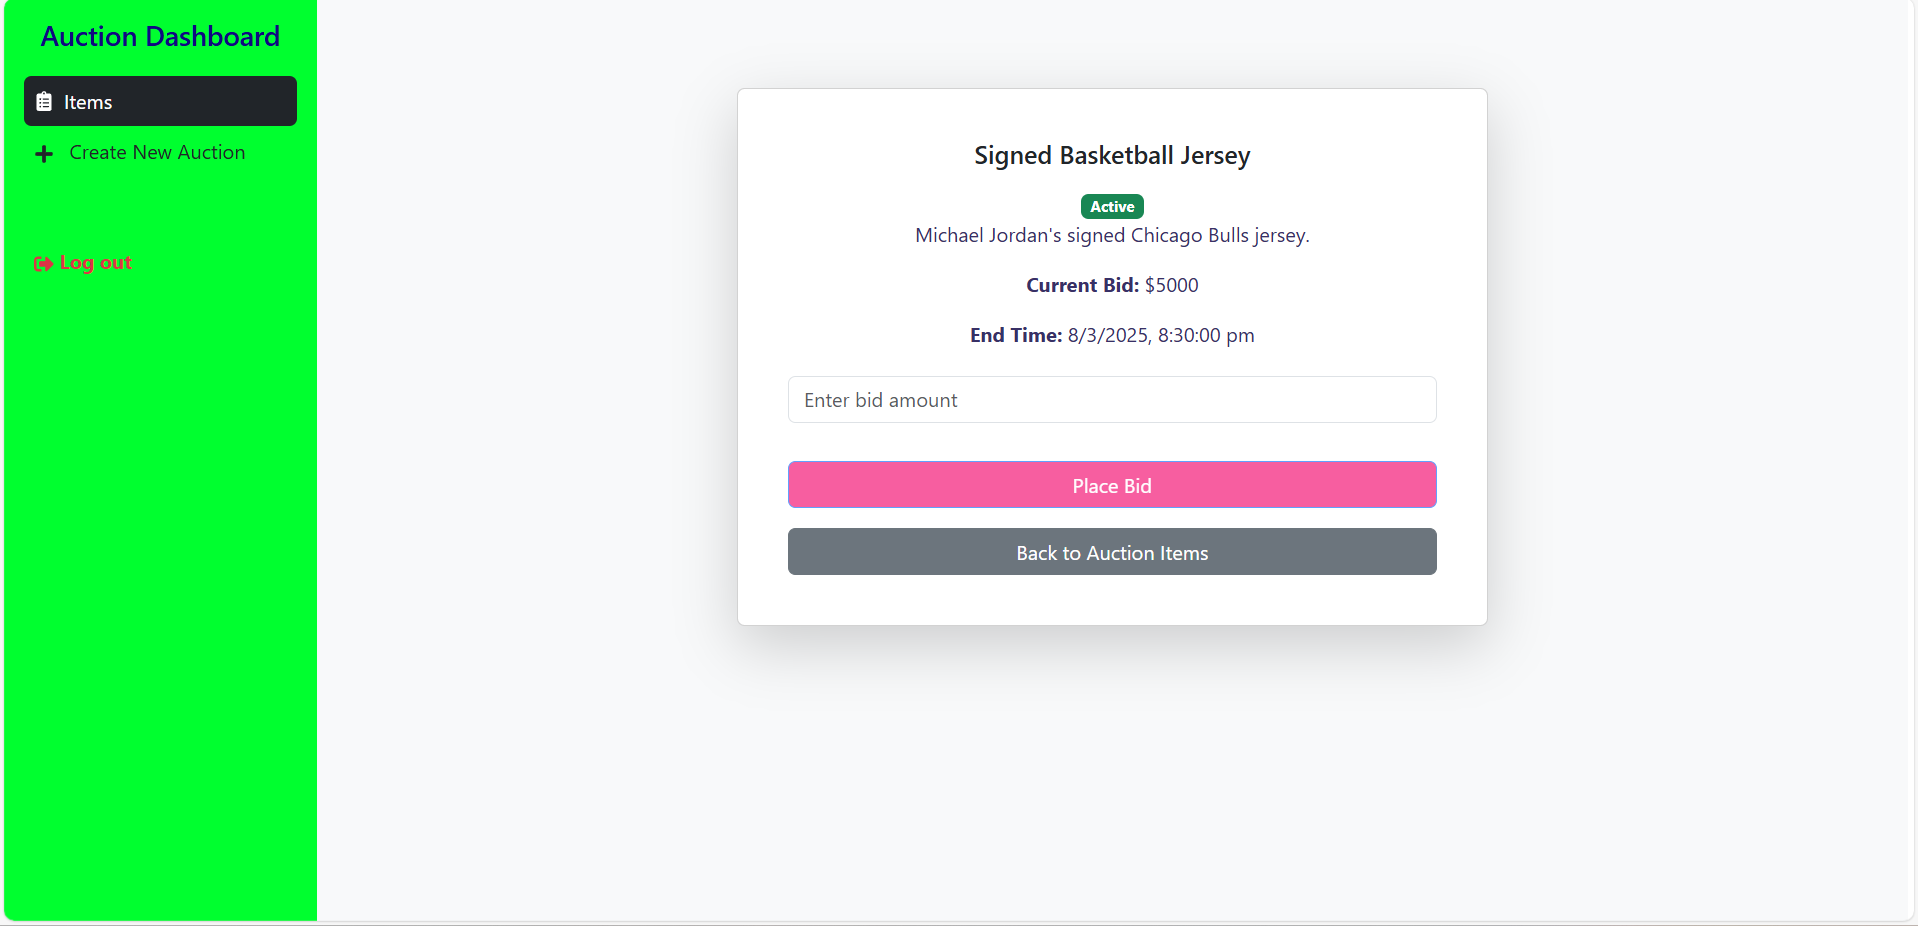 Auction Dashboard
Items
Create New Auction
Log out
Signed Basketball Jersey
Active
Michael Jordan's signed Chicago Bulls jersey.
Current Bid: $5000
End Time: 8/3/2025, 8:30:00 pm
Enter bid amount
Place Bid
Back to Auction Items